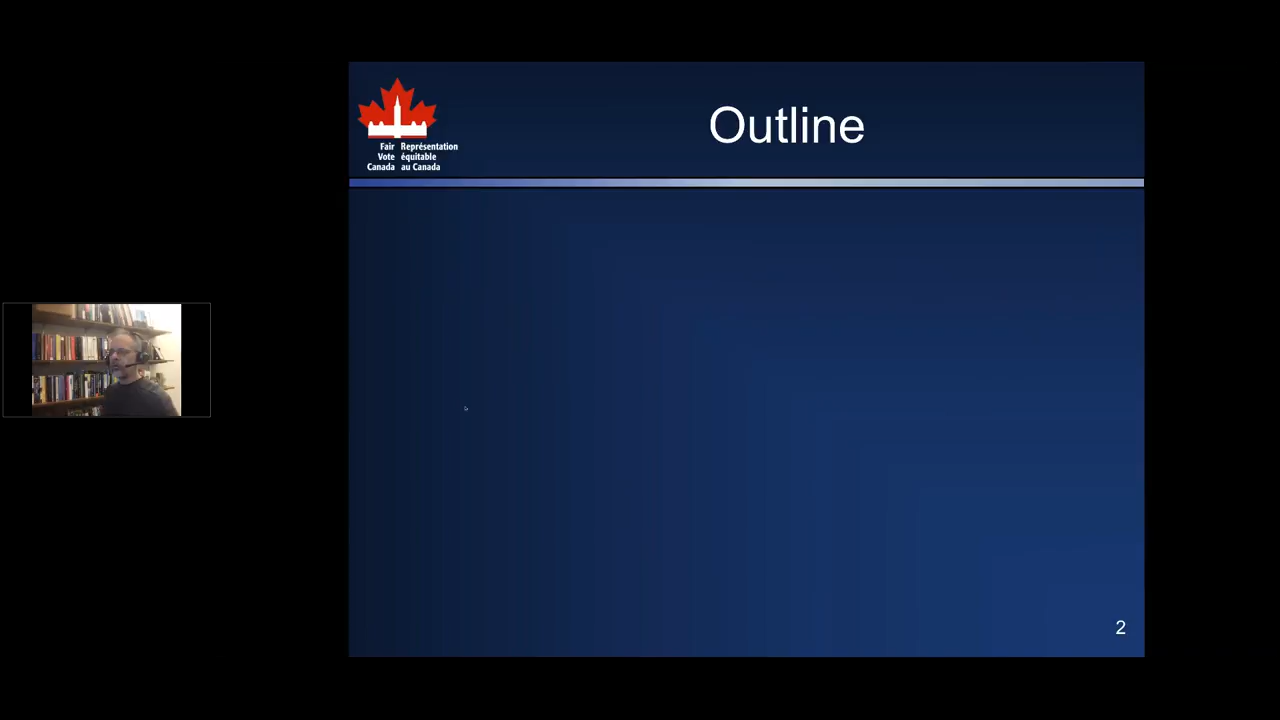 Outline
Fair Représentation
Vote équitable
Canada au Canada
2